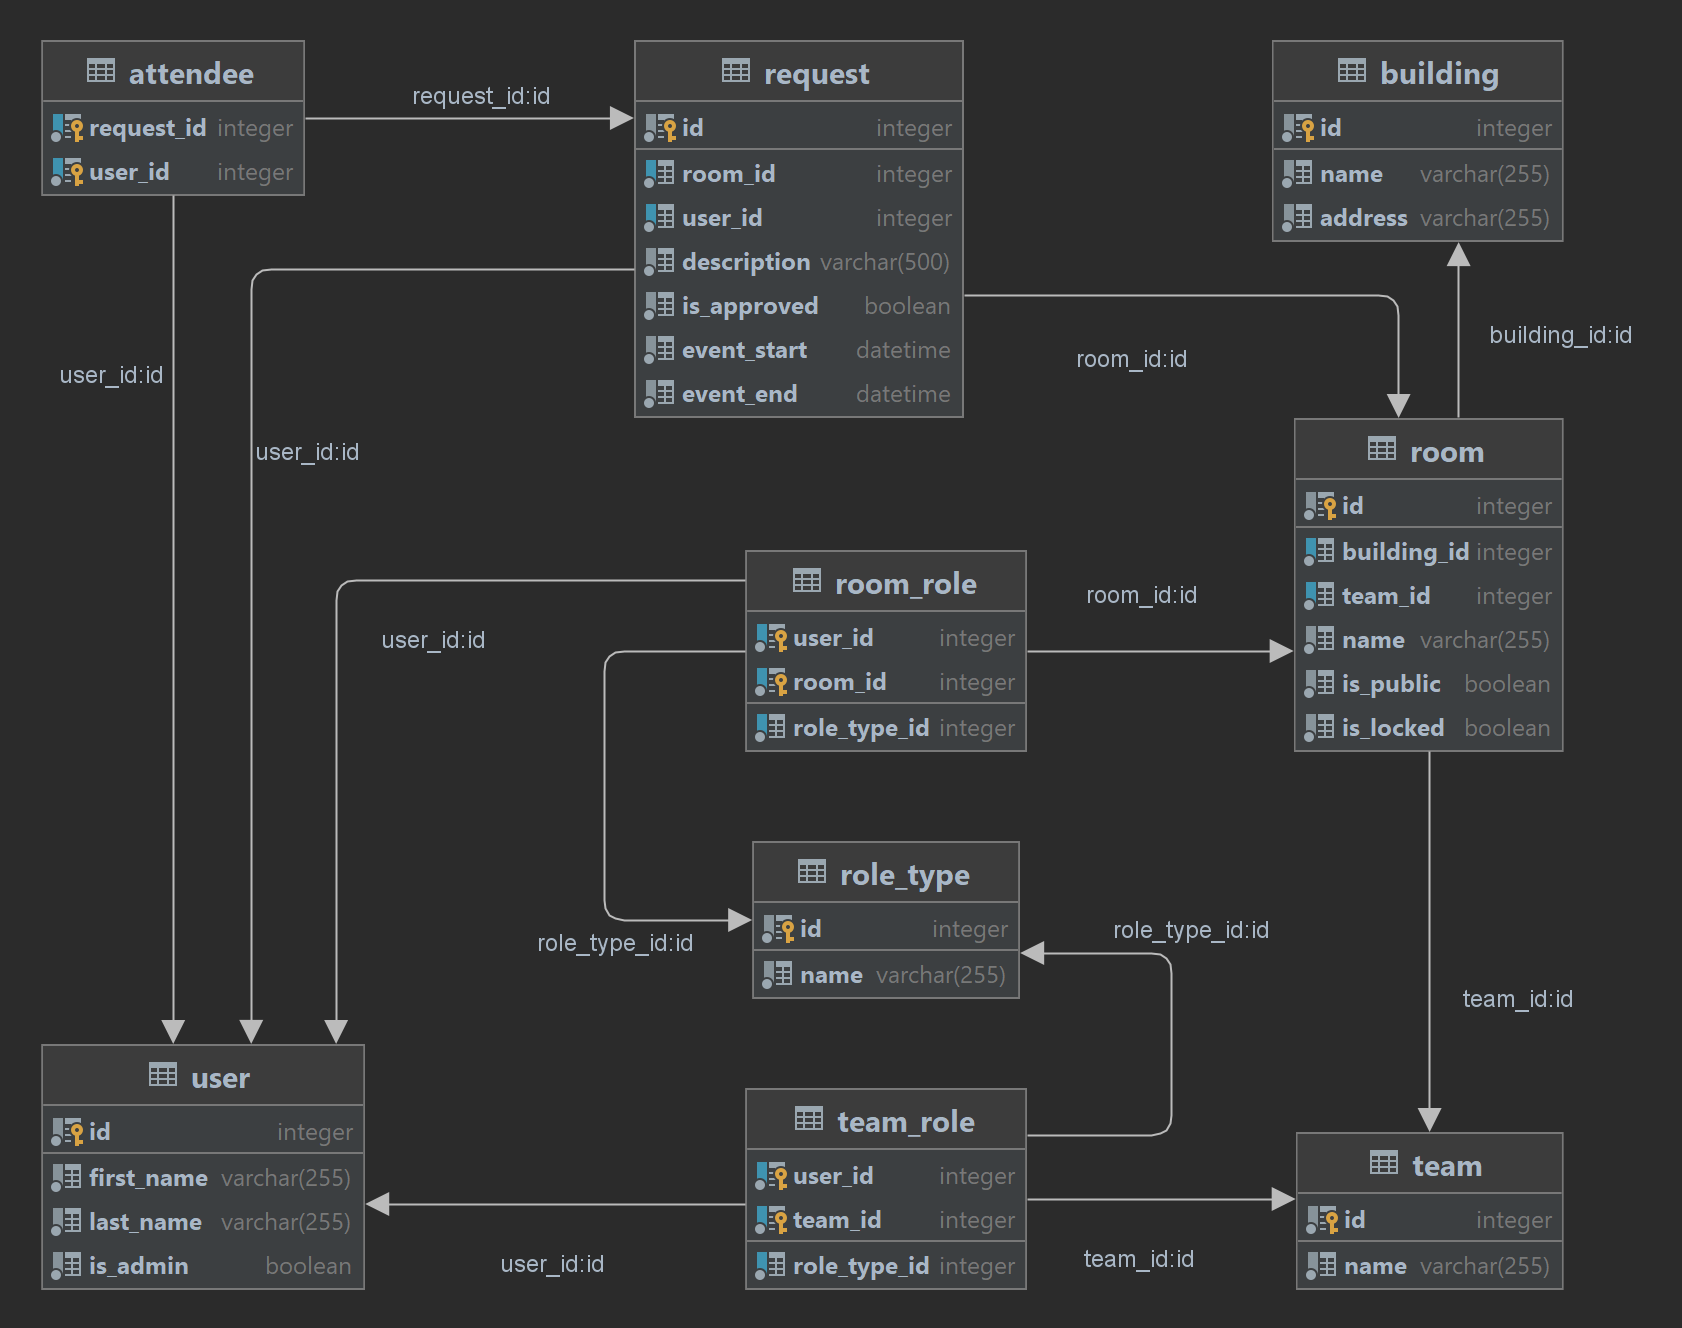 attendee
request_id integer
user_id integer
request_id:id
request
id integer
room_id integer
user_id integer
description varchar(500)
is_approved boolean
event_start datetime
event_end datetime
building
id integer
name varchar(255)
address varchar(255)
building_id:id
room_id:id
user_id:id
user_id:id
room
id integer
building_id integer
team_id integer
name varchar(255)
is_public boolean
is_locked boolean
room_role
user_id integer
room_id integer
role_type_id integer
room_id:id
user_id:id
role_type
id integer
name varchar(255)
role_type_id:id
role_type_id:id
team_id:id
user
id integer
first_name varchar(255)
last_name varchar(255)
is_admin boolean
user_id:id
team_role
user_id integer
team_id integer
role_type_id integer
team_id:id
team
id integer
name varchar(255)